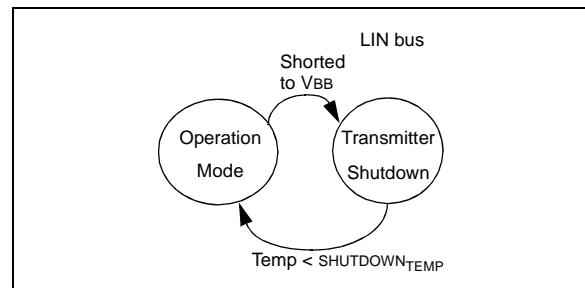 LIN bus
Shorted
to VBB
Operation
Mode
Transmitter
Shutdown
Temp < SHUTDOWNTEMP